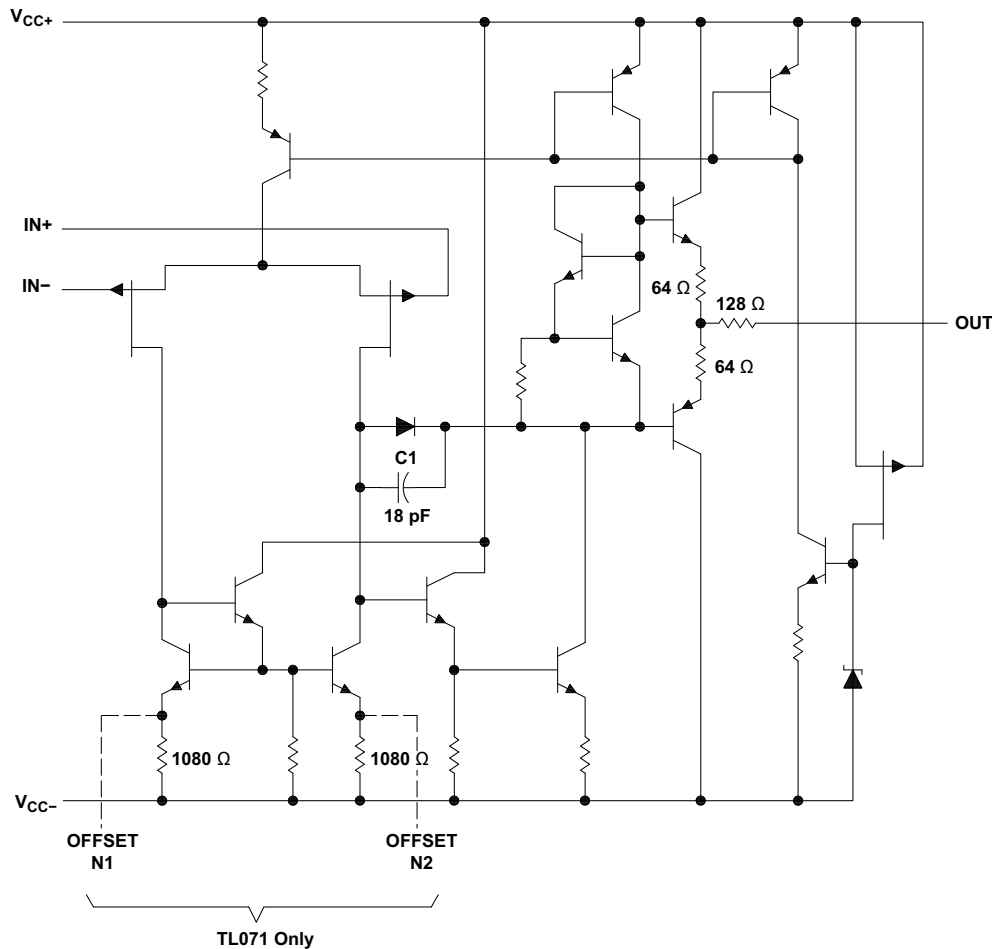 VCC+
IN+
IN−
64 Ω
128 Ω
OUT
64 Ω
C1
18 pF
1080 Ω
1080 Ω
VCC−
OFFSET
N1
OFFSET
N2
TL071 Only